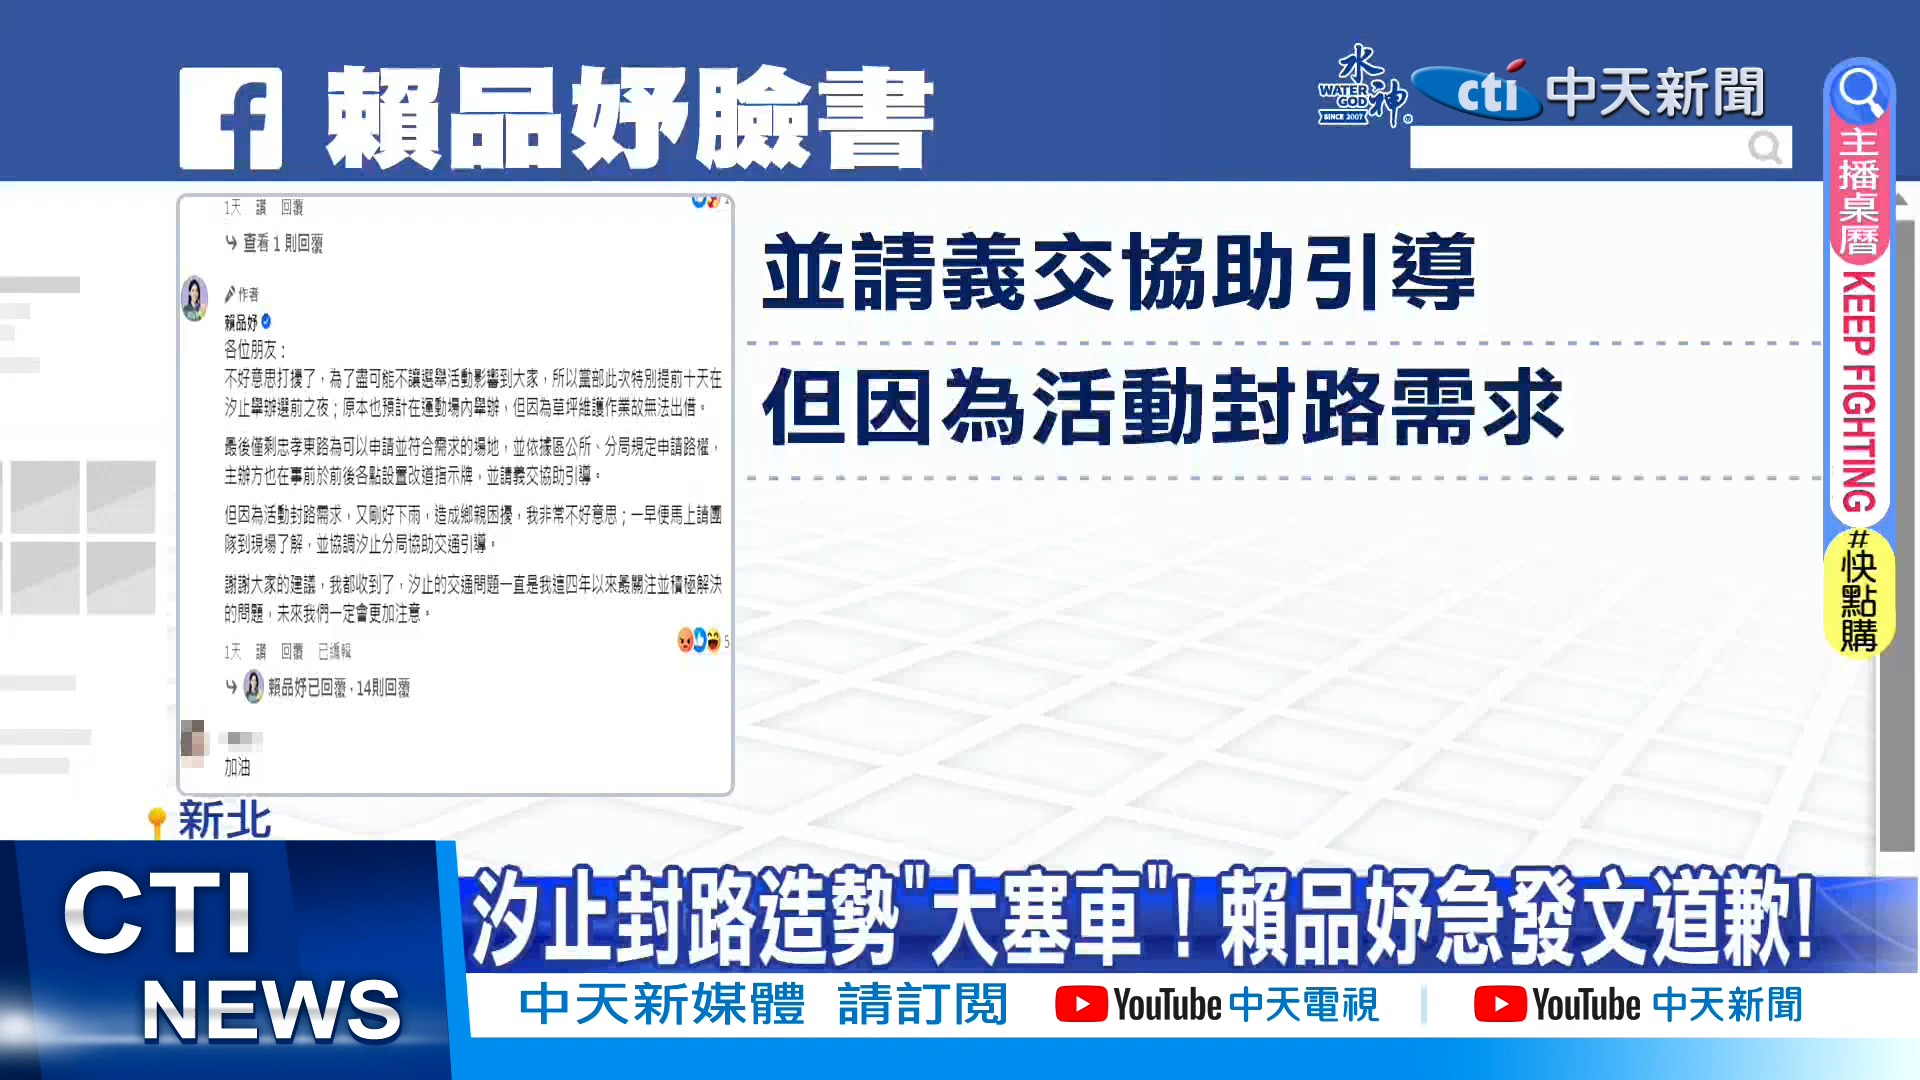 賴品妤臉書
水神
WATER GOD
SINCE 2007
cti 中天新聞
主播桌曆
KEEP FIGHTING
#快點購
1天 讚 回覆
查看1則回覆
作者
賴品妤
各位朋友：
不好意思打擾了，為了盡可能不讓選舉活動影響到大家，所以黨部此次特別提前十天在
汐止舉辦選前之夜；原本也預計在運動場內舉辦，但因為草坪維護作業故無法出借。
最後僅剩忠孝東路為可以申請並符合需求的場地，並依據區公所、分局規定申請路權，
主辦方也在事前於前後各點設置改道指示牌，並請義交協助引導。
但因為活動封路需求，又剛好下雨，造成鄉親困擾，我非常不好意思；一早便馬上請團
隊到現場了解，並協調汐止分局協助交通引導。
謝謝大家的建議，我都收到了，汐止的交通問題一直是我這四年以來最關注並積極解決
的問題，未來我們一定會更加注意。
1天 讚 回覆 已編輯
5
賴品妤已回覆·14則回覆
加油
並請義交協助引導
但因為活動封路需求
新北
CTI
NEWS
汐止封路造勢"大塞車"！賴品妤急發文道歉！
中天新媒體 請訂閱 YouTube 中天電視 | YouTube 中天新聞